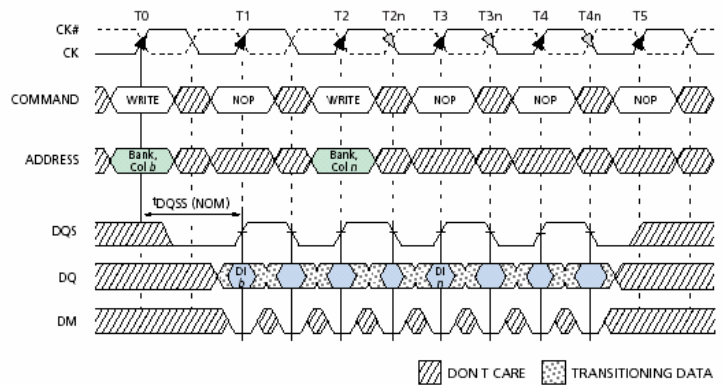 T0 T1 T2 T2n T3 T3n T4 T4n T5
CK#
CK
COMMAND WRITE NOP WRITE NOP NOP NOP
ADDRESS Bank, Col b Bank, Col n
tDQSS (NOM)
DQS
DQ DI b DI n
DM
DON T CARE TRANSITIONING DATA